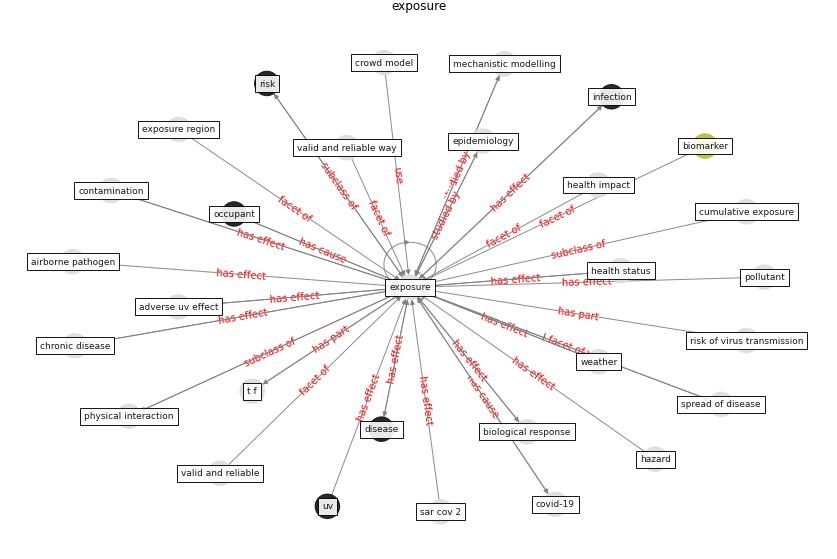 exposure
crowd model
mechanistic modelling
risk
infection
exposure region
epidemiology
biomarker
valid and reliable way
use
studied by
subclass of
has effect
health impact
contamination
facet of
facet of
facet of
cumulative exposure
occupant
studied by
facet of
has effect
has cause
subclass of
airborne pathogen
has effect
health status
pollutant
has effect
has effect
exposure
adverse uv effect
has effect
has part
chronic disease
has effect
has effect
facet of
risk of virus transmission
weather
subclass of
has part
has effect
has effect
has effect
t f
facet of
has effect
has effect
has cause
spread of disease
physical interaction
disease
biological response
hazard
valid and reliable
uv
sar cov 2
covid-19